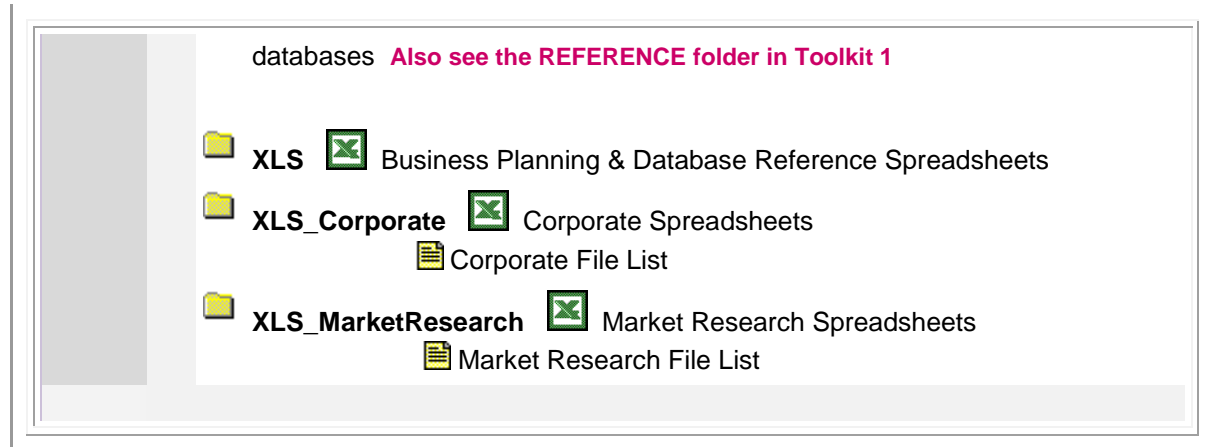 databases Also see the REFERENCE folder in Toolkit 1
XLS Business Planning & Database Reference Spreadsheets
XLS_Corporate Corporate Spreadsheets
Corporate File List
XLS_MarketResearch Market Research Spreadsheets
Market Research File List